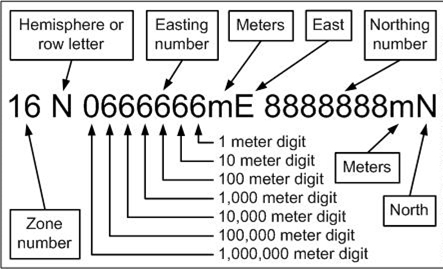 Hemisphere or
row letter
Easting
number
Meters
East
Northing
number
16 N 0666666mE 8888888mN
1 meter digit
10 meter digit
100 meter digit
1,000 meter digit
10,000 meter digit
100,000 meter digit
1,000,000 meter digit
Zone
number
Meters
North